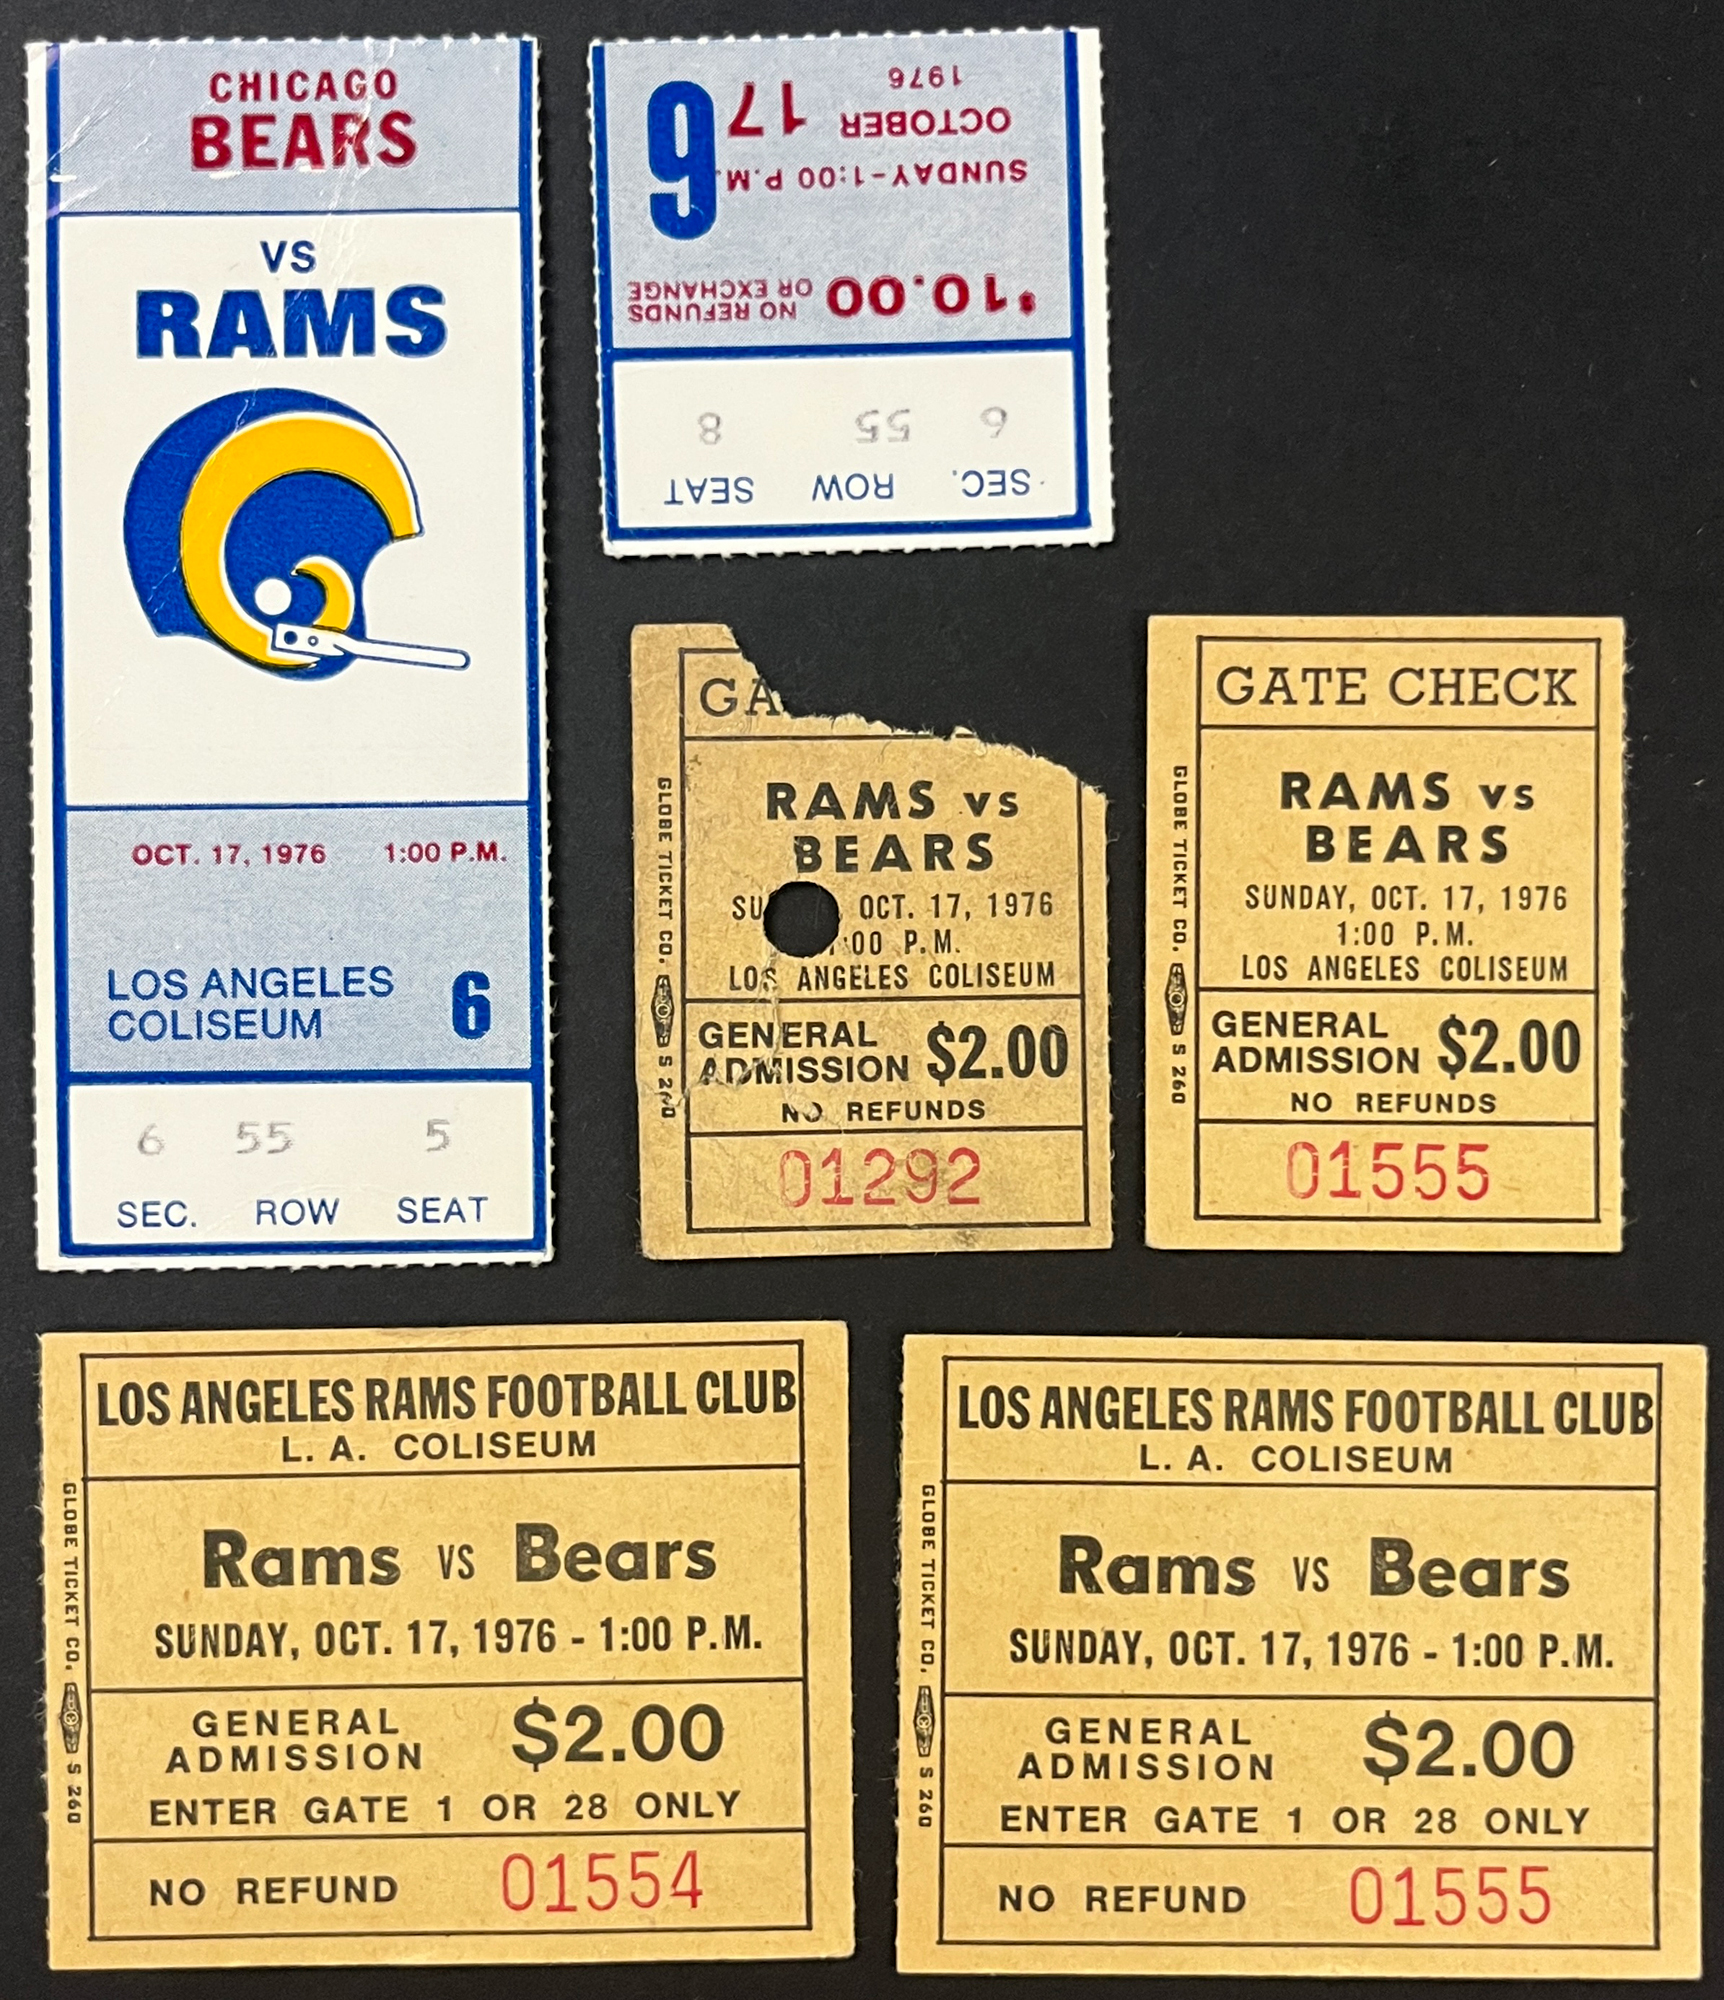 CHICAGO
BEARS
VS
RAMS
OCT. 17, 1976 1:00 P.M.
LOS ANGELES
COLISEUM
6
6 55 5
SEC. ROW SEAT
SEC. ROW SEAT
6 55 8
$10.00
NO REFUNDS
OR EXCHANGE
SUNDAY-1:00 P.M.
OCTOBER 17
1976
6
GA
RAMS vs
BEARS
SU OCT. 17, 1976
:00 P.M.
LOS ANGELES COLISEUM
GENERAL
ADMISSION $2.00
NO REFUNDS
01292
GLOBE TICKET CO. S 260
GATE CHECK
RAMS vs
BEARS
SUNDAY, OCT. 17, 1976
1:00 P.M.
LOS ANGELES COLISEUM
GENERAL
ADMISSION $2.00
NO REFUNDS
01555
GLOBE TICKET CO. S 260
LOS ANGELES RAMS FOOTBALL CLUB
L. A. COLISEUM
Rams vs Bears
SUNDAY, OCT. 17, 1976 - 1:00 P.M.
GENERAL
ADMISSION $2.00
ENTER GATE 1 OR 28 ONLY
NO REFUND 01554
GLOBE TICKET CO. S 260
LOS ANGELES RAMS FOOTBALL CLUB
L. A. COLISEUM
Rams vs Bears
SUNDAY, OCT. 17, 1976 - 1:00 P.M.
GENERAL
ADMISSION $2.00
ENTER GATE 1 OR 28 ONLY
NO REFUND 01555
GLOBE TICKET CO. S 260